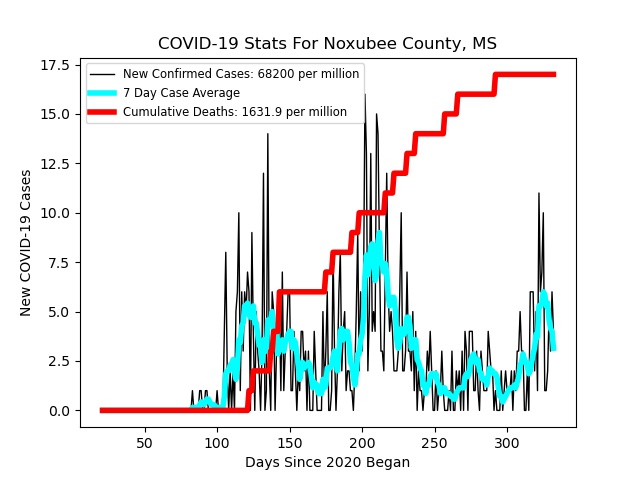 COVID-19 Stats For Noxubee County, MS
New Confirmed Cases: 68200 per million
7 Day Case Average
Cumulative Deaths: 1631.9 per million
17.5
15.0
12.5
10.0
7.5
5.0
2.5
0.0
New COVID-19 Cases
50 100 150 200 250 300
Days Since 2020 Began